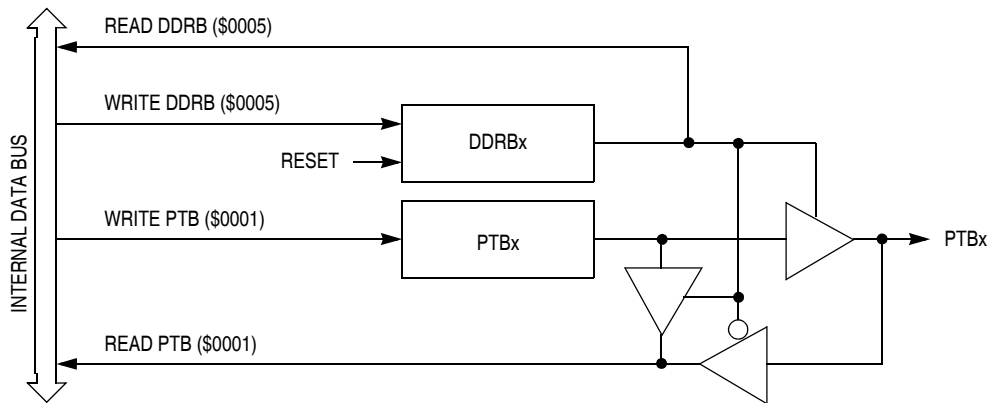 READ DDRB ($0005)
WRITE DDRB ($0005)
DDRBx
RESET
WRITE PTB ($0001)
PTBx
PTBx
READ PTB ($0001)
INTERNAL DATA BUS